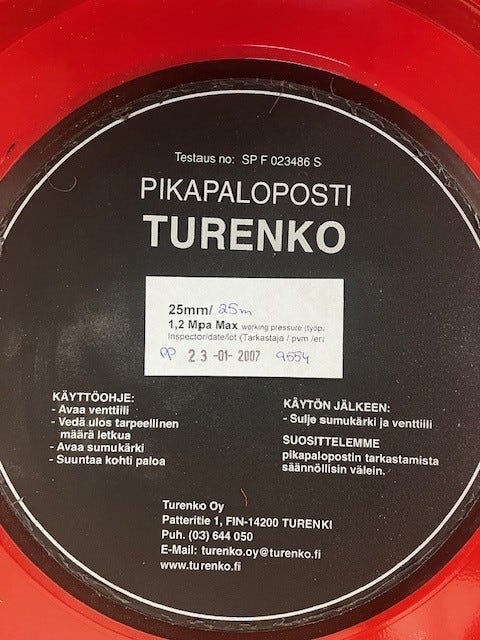 Testaus no: SP F 023486 S
PIKAPALOPOSTI
TURENKO
25mm/ 25m
1,2 Mpa Max working pressure (työpa
Inspector/date/lot (Tarkastaja / pvm /erä
PP 23-01-2007 9554
KÄYTTÖOHJE:
- Avaa venttiili
- Vedä ulos tarpeellinen
määrä letkua
- Avaa sumukärki
- Suuntaa kohti paloa
KÄYTÖN JÄLKEEN:
- Sulje sumukärki ja venttiili
SUOSITTELEMME
pikapalopostin tarkastamista
säännöllisin välein.
Turenko Oy
Patteritie 1, FIN-14200 TURENKI
Puh. (03) 644 050
E-Mail: turenko.oy@turenko.fi
www.turenko.fi